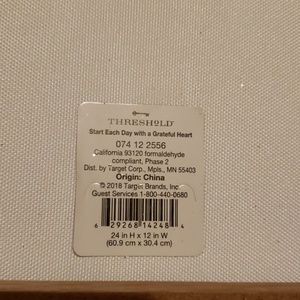 THRESHOLD
Start Each Day with a Grateful Heart
074 12 2556
California 93120 formaldehyde
compliant, Phase 2
Dist. by Target Corp., Mpls., MN 55403
Origin: China
© 2018 Target Brands, Inc.
Guest Services 1-800-440-0680
6 29268 14248 4
24 in H x 12 in W
(60.9 cm x 30.4 cm)